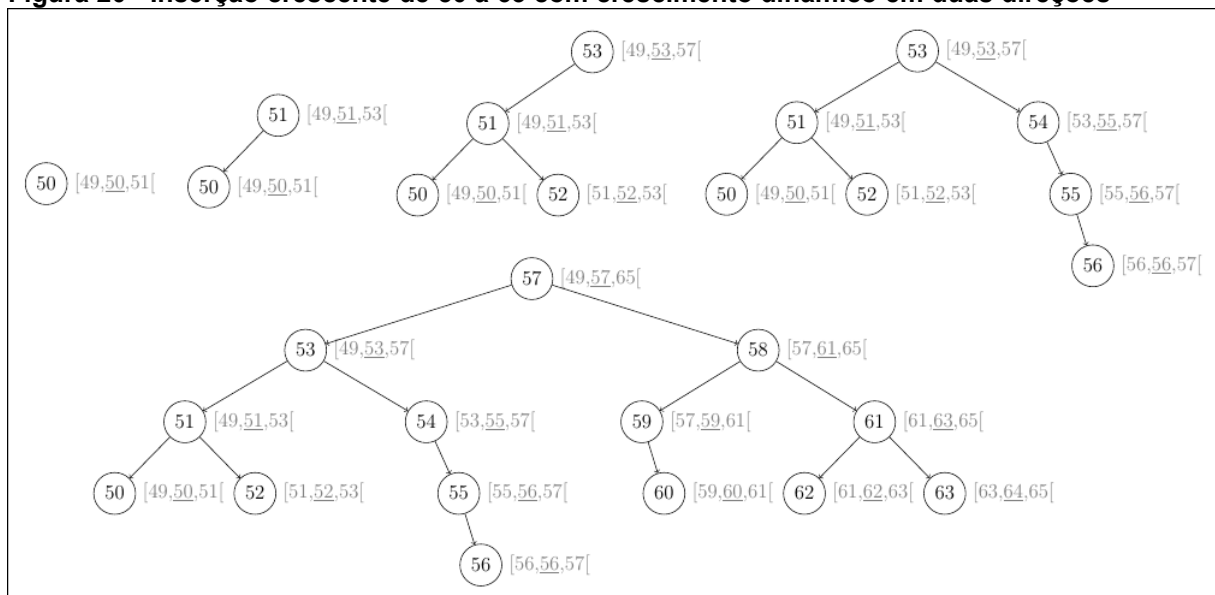 Figura - Inserção crescente de 50 a 63 com crescimento dinâmico em duas direções
53 [49,53,57[ 53 [49,53,57[
51 [49,51,53[ 51 [49,51,53[ 51 [49,51,53[ 54 [53,55,57[
50 [49,50,51[ 50 [49,50,51[ 50 [49,50,51[ 52 [51,52,53[ 50 [49,50,51[ 52 [51,52,53[ 55 [55,56,57[
56 [56,56,57[
57 [49,57,65[
53 [49,53,57[ 58 [57,61,65[
51 [49,51,53[ 54 [53,55,57[ 59 [57,59,61[ 61 [61,63,65[
50 [49,50,51[ 52 [51,52,53[ 55 [55,56,57[ 60 [59,60,61[ 62 [61,62,63[ 63 [63,64,65[
56 [56,56,57[